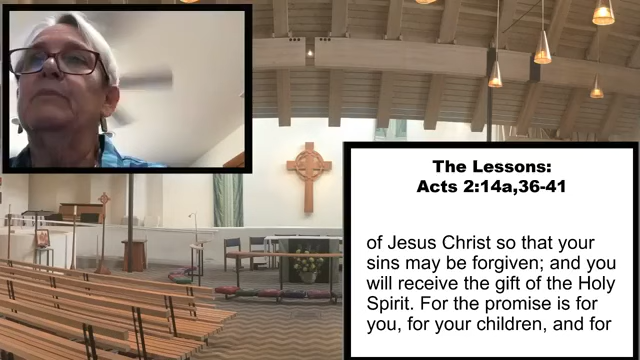 The Lessons:
Acts 2:14a,36-41
of Jesus Christ so that your
sins may be forgiven; and you
will receive the gift of the Holy
Spirit. For the promise is for
you, for your children, and for